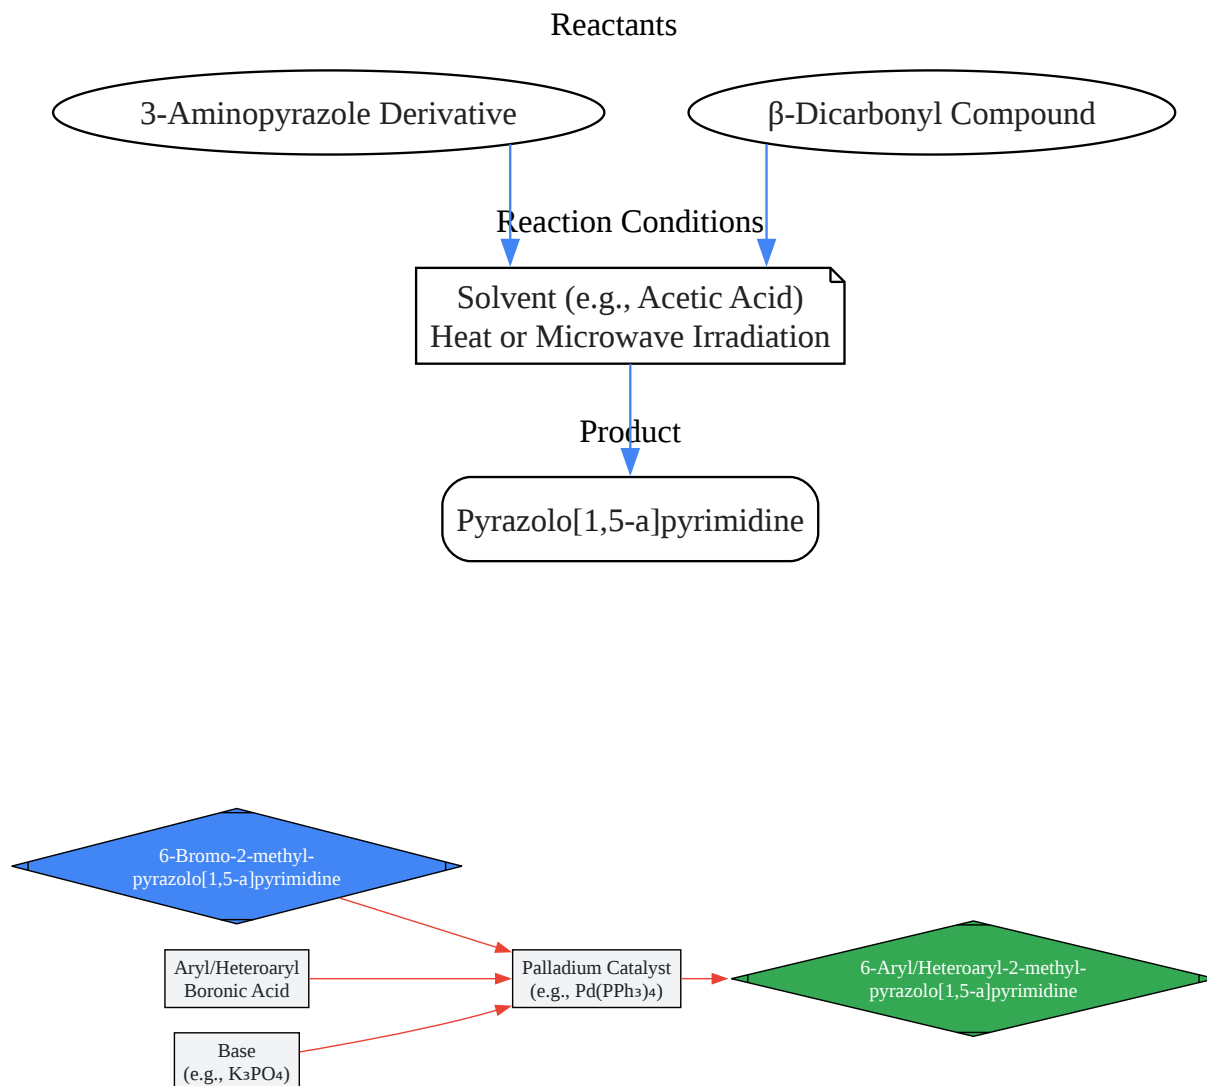 Reactants
3-Aminopyrazole Derivative
β-Dicarbonyl Compound
Reaction Conditions
Solvent (e.g., Acetic Acid)
Heat or Microwave Irradiation
Product
Pyrazolo[1,5-a]pyrimidine
6-Bromo-2-methyl-
pyrazolo[1,5-a]pyrimidine
Aryl/Heteroaryl
Boronic Acid
Base
(e.g., K₃PO₄)
Palladium Catalyst
(e.g., Pd(PPh₃)₄)
6-Aryl/Heteroaryl-2-methyl-
pyrazolo[1,5-a]pyrimidine